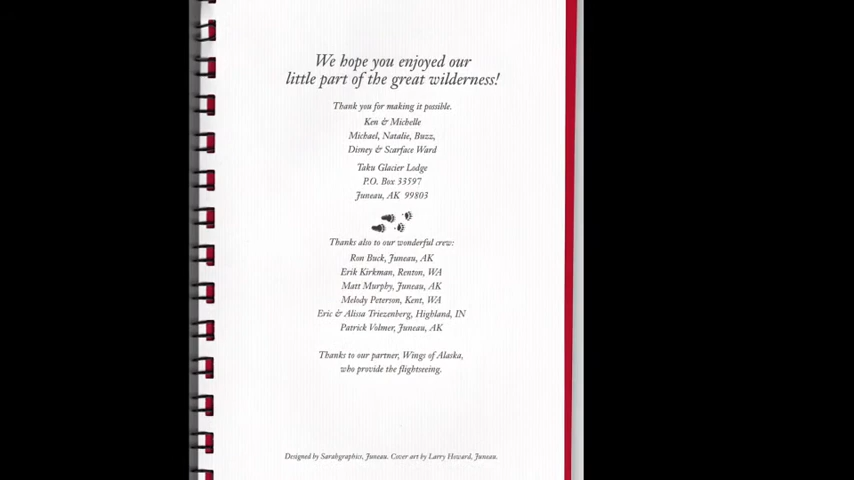 We hope you enjoyed our
little part of the great wilderness!
Thank you for making it possible.
Ken & Michelle
Michael, Natalie, Buzz,
Disney & Scarface Ward
Taku Glacier Lodge
P.O. Box 33597
Juneau, AK 99803
Thanks also to our wonderful crew:
Ron Buck, Juneau, AK
Erik Kirkman, Renton, WA
Matt Murphy, Juneau, AK
Melody Peterson, Kent, WA
Eric & Alissa Triezenberg, Highland, IN
Patrick Volmer, Juneau, AK
Thanks to our partner, Wings of Alaska,
who provide the flightseeing.
Designed by Sarahgraphics, Juneau. Cover art by Larry Howard, Juneau.